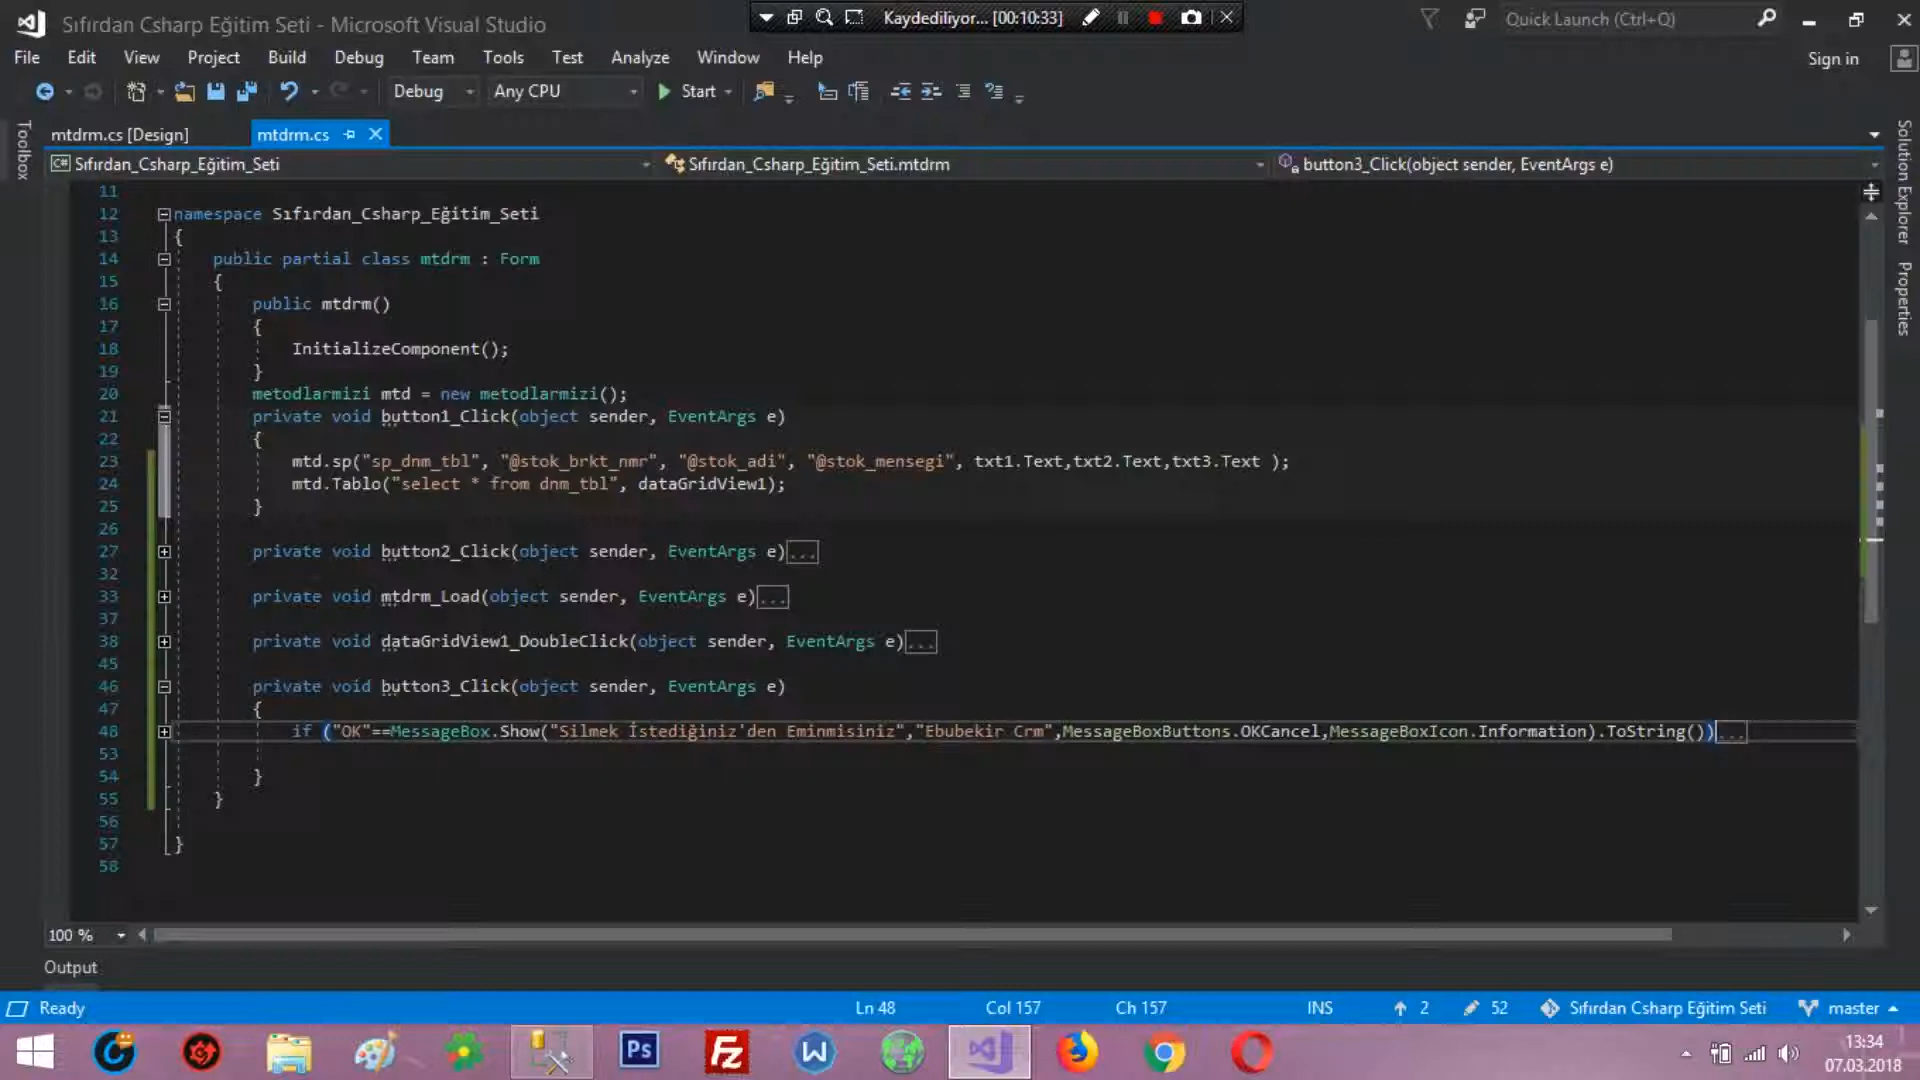 Sıfırdan Csharp Eğitim Seti - Microsoft Visual Studio
Kaydediliyor... [00:10:33]
Quick Launch (Ctrl+Q)
File Edit View Project Build Debug Team Tools Test Analyze Window Help
Sign in
Debug Any CPU Start
mtdrm.cs [Design] mtdrm.cs
Toolbox
Solution Explorer
Properties
C# Sıfırdan_Csharp_Eğitim_Seti Sıfırdan_Csharp_Eğitim_Seti.mtdrm button3_Click(object sender, EventArgs e)
11
12 namespace Sıfırdan_Csharp_Eğitim_Seti
13 {
14 public partial class mtdrm : Form
15 {
16 public mtdrm()
17 {
18 InitializeComponent();
19 }
20 metodlarmizi mtd = new metodlarmizi();
21 private void button1_Click(object sender, EventArgs e)
22 {
23 mtd.sp("sp_dnm_tbl", "@stok_brkt_nmr", "@stok_adi", "@stok_mensegi", txt1.Text,txt2.Text,txt3.Text );
24 mtd.Tablo("select * from dnm_tbl", dataGridView1);
25 }
26
27 private void button2_Click(object sender, EventArgs e)...
32
33 private void mtdrm_Load(object sender, EventArgs e)...
37
38 private void dataGridView1_DoubleClick(object sender, EventArgs e)...
45
46 private void button3_Click(object sender, EventArgs e)
47 {
48 if ("OK"==MessageBox.Show("Silmek İstediğiniz'den Eminmisiniz","Ebubekir Crm",MessageBoxButtons.OKCancel,MessageBoxIcon.Information).ToString())...
53
54 }
55 }
56
57 }
58
100 %
Output
Ready Ln 48 Col 157 Ch 157 INS 2 52 Sıfırdan Csharp Eğitim Seti master
Ps
Fz
W
13:34
07.03.2018